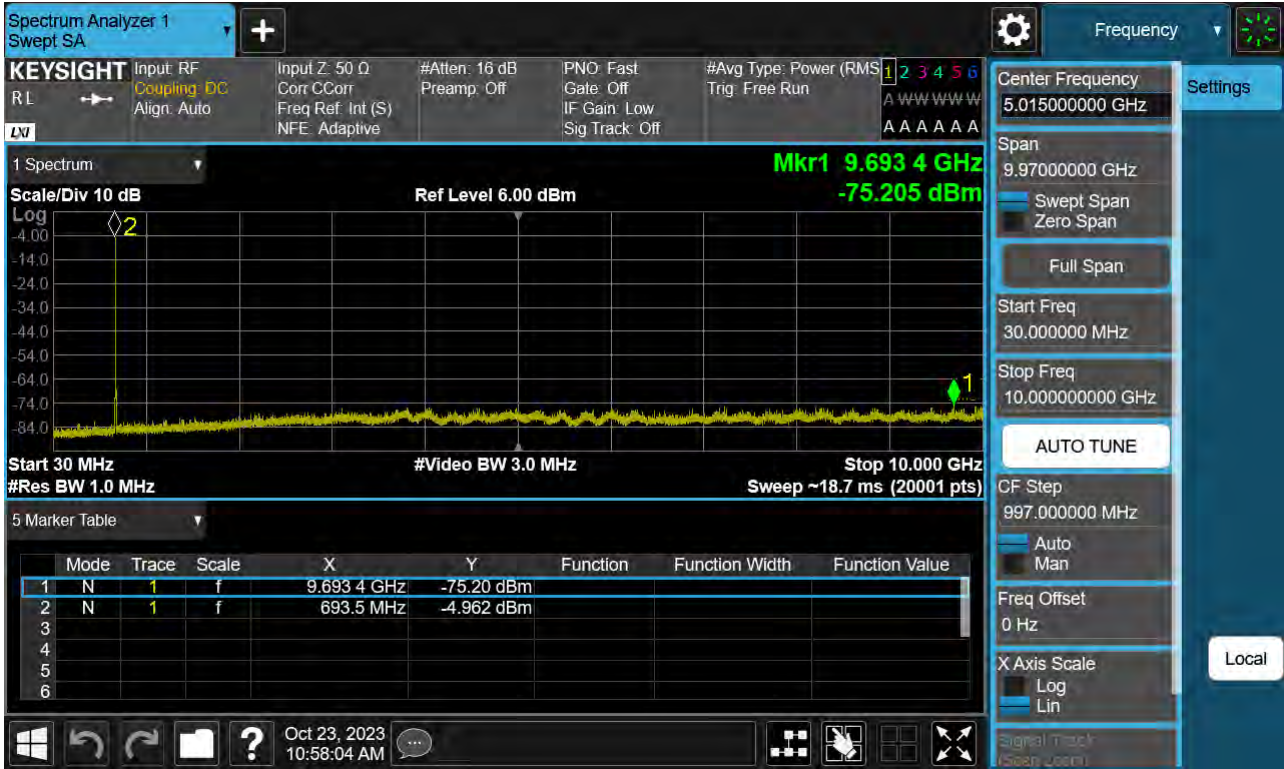 Spectrum Analyzer 1
Swept SA
+
Frequency
KEYSIGHT
R L
LXI
Input: RF
Coupling: DC
Align: Auto
Input Z: 50 Ω
Corr CCorr
Freq Ref: Int (S)
NFE: Adaptive
#Atten: 16 dB
Preamp: Off
PNO: Fast
Gate: Off
IF Gain: Low
Sig Track: Off
#Avg Type: Power (RMS
Trig: Free Run
1 2 3 4 5 6
A W W W W W
A A A A A A
1 Spectrum
Mkr1 9.693 4 GHz
-75.205 dBm
Scale/Div 10 dB
Ref Level 6.00 dBm
Log
-4.00
-14.0
-24.0
-34.0
-44.0
-54.0
-64.0
-74.0
-84.0
2
1
Start 30 MHz
#Video BW 3.0 MHz
Stop 10.000 GHz
#Res BW 1.0 MHz
Sweep ~18.7 ms (20001 pts)
5 Marker Table
Mode Trace Scale X Y Function Function Width Function Value
1 N 1 f 9.693 4 GHz -75.20 dBm
2 N 1 f 693.5 MHz -4.962 dBm
3
4
5
6
?
Oct 23, 2023
10:58:04 AM
Center Frequency
5.015000000 GHz
Settings
Span
9.97000000 GHz
Swept Span
Zero Span
Full Span
Start Freq
30.000000 MHz
Stop Freq
10.000000000 GHz
AUTO TUNE
CF Step
997.000000 MHz
Auto
Man
Freq Offset
0 Hz
X Axis Scale
Log
Lin
Local
Signal Track
(Span Zoom)